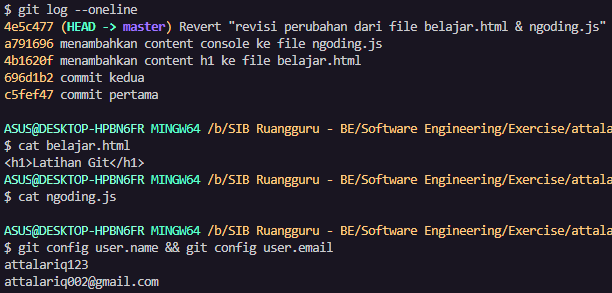 $ git log --oneline
4e5c477 (HEAD -> master) Revert "revisi perubahan dari file belajar.html & ngoding.js"
a791696 menambahkan content console ke file ngoding.js
4b1620f menambahkan content h1 ke file belajar.html
696d1b2 commit kedua
c5fef47 commit pertama
ASUS@DESKTOP-HPBN6FR MINGW64 /b/SIB Ruangguru - BE/Software Engineering/Exercise/attala
$ cat belajar.html
<h1>Latihan Git</h1>
ASUS@DESKTOP-HPBN6FR MINGW64 /b/SIB Ruangguru - BE/Software Engineering/Exercise/attala
$ cat ngoding.js
ASUS@DESKTOP-HPBN6FR MINGW64 /b/SIB Ruangguru - BE/Software Engineering/Exercise/attala
$ git config user.name && git config user.email
attalariq123
attalariq002@gmail.com